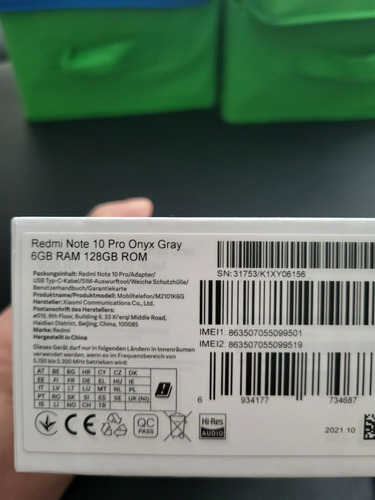 Redmi Note 10 Pro Onyx Gray
6GB RAM 128GB ROM
Packungsinhalt: Redmi Note 10 Pro/Adapter/
USB Typ-C-Kabel/SIM-Auswurftool/Weiche Schutzhülle/
Benutzerhandbuch/Garantiekarte
Produktname/Produktmodell: Mobiltelefon/M2101K6G
Hersteller: Xiaomi Communications Co., Ltd.
Postanschrift des Herstellers:
#019, 9th Floor, Building 6, 33 Xi'erqi Middle Road,
Haidian District, Beijing, China, 100085
Marke: Redmi
Hergestellt in China
Dieses Gerät darf nur in folgenden Ländern in Innenräumen
verwendet werden, wenn es im Frequenzbereich von
5.150 bis 5.350 MHz betrieben wird:
AT BE BG HR CY CZ DK
EE FI FR DE EL HU IE
IT LV LT LU MT NL PL
PT RO SK SI ES SE UK (NI)
IS LI NO CH TR
CE
QC
PASS
Hi-Res
AUDIO
SN: 31753/K1XY06156
IMEI1: 863507055099501
IMEI2: 863507055099519
6 934177 734687
2021.10